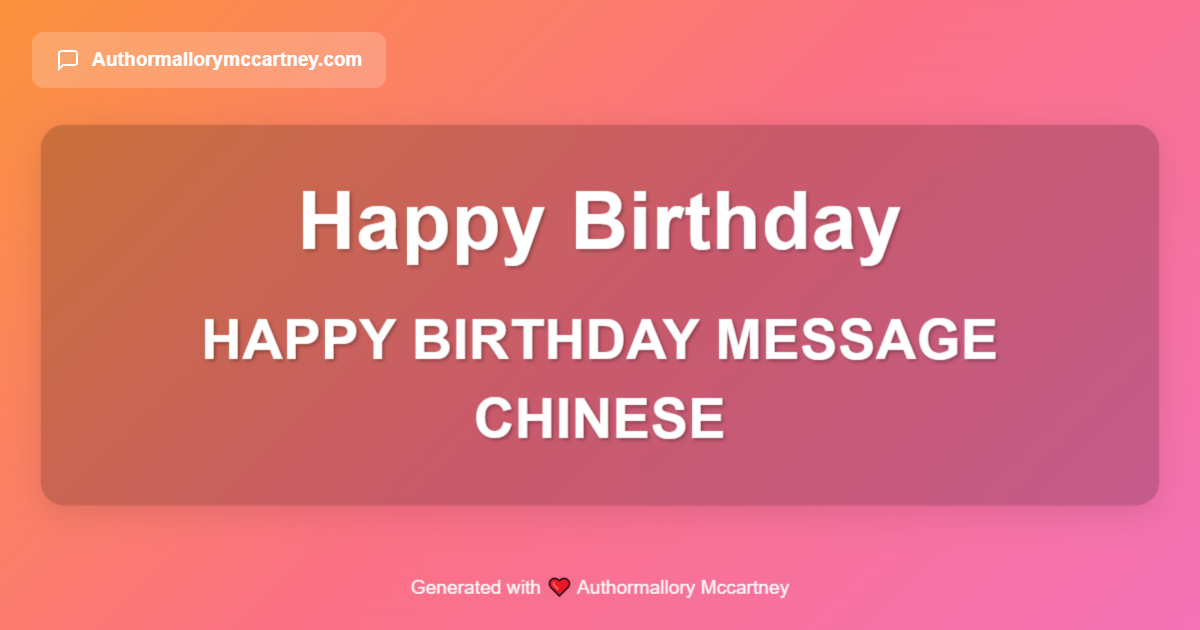 Authormallorymccartney.com
Happy Birthday
HAPPY BIRTHDAY MESSAGE
CHINESE
Generated with ❤️ Authormallory Mccartney